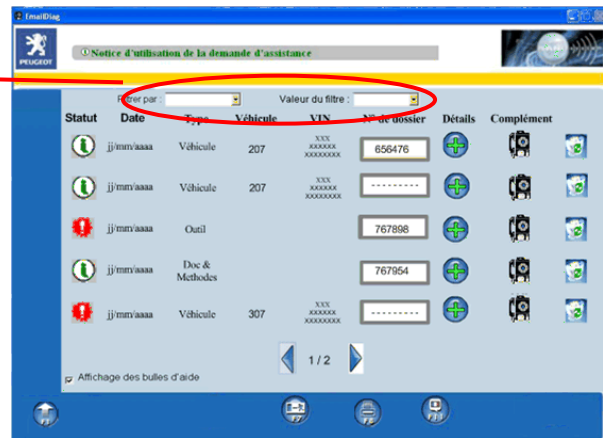 EmailDiag
PEUGEOT
Notice d'utilisation de la demande d'assistance
Filtrer par : Valeur du filtre :
Statut Date Type Véhicule VIN N° de dossier Détails Complément
jj/mm/aaaa Véhicule 207 xxx xxxxxx xxxxxxxx 656476
jj/mm/aaaa Véhicule 207 xxx xxxxxx xxxxxxxx ---------
jj/mm/aaaa Outil 767898
jj/mm/aaaa Doc & Methodes 767954
jj/mm/aaaa Véhicule 307 xxx xxxxxx xxxxxxxx ---------
1 / 2
Affichage des bulles d'aide